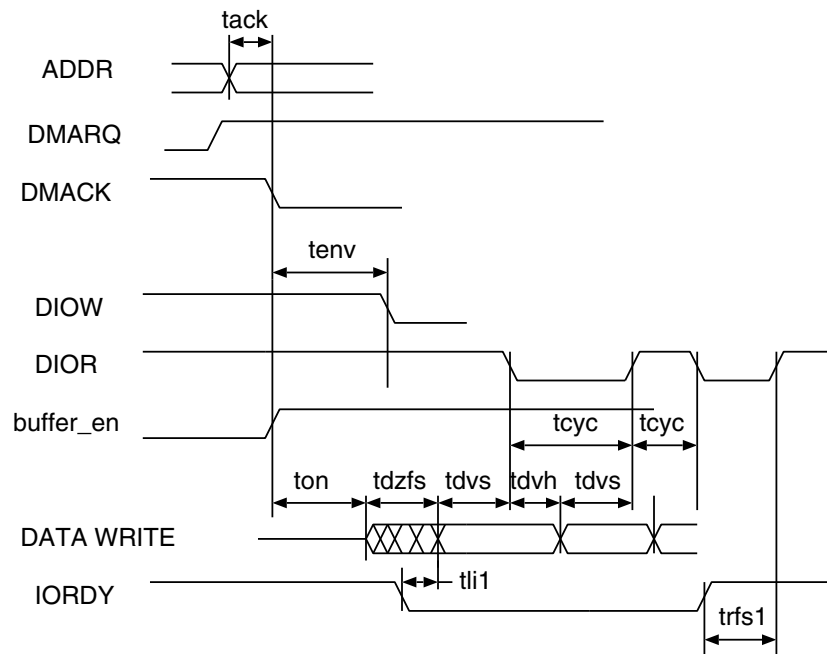 tack
ADDR
DMARQ
DMACK
tenv
DIOW
DIOR
buffer_en
tcyc tcyc
ton tdzfs tdvs tdvh tdvs
DATA WRITE
tli1
IORDY
trfs1